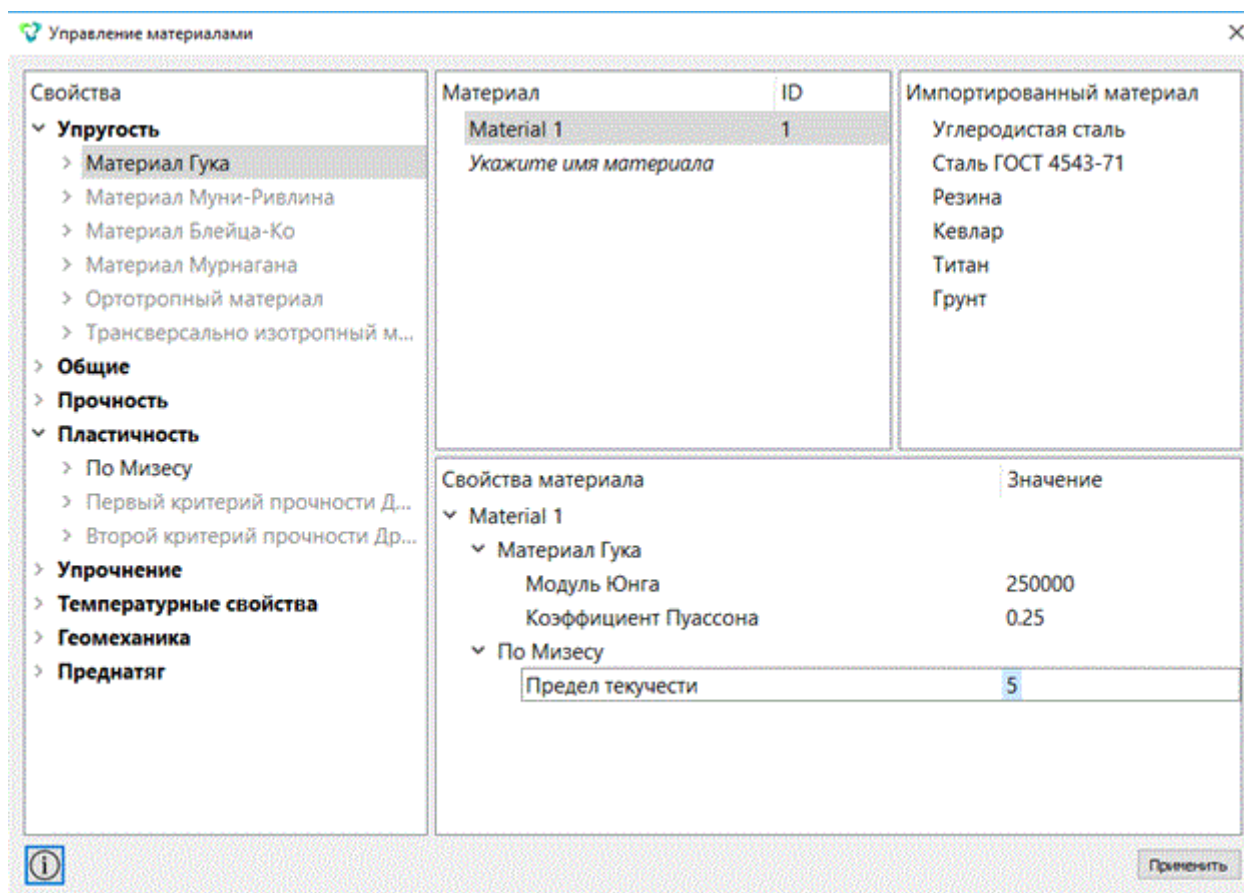 Управление материалами
Свойства
Упругость
Материал Гука
Материал Муни-Ривлина
Материал Блейца-Ко
Материал Мурнагана
Ортотропный материал
Трансверсально изотропный м...
Общие
Прочность
Пластичность
По Мизесу
Первый критерий прочности Д...
Второй критерий прочности Др...
Упрочнение
Температурные свойства
Геомеханика
Преднатяг
Материал ID
Material 1 1
Укажите имя материала
Импортированный материал
Углеродистая сталь
Сталь ГОСТ 4543-71
Резина
Кевлар
Титан
Грунт
Свойства материала Значение
Material 1
Материал Гука
Модуль Юнга 250000
Коэффициент Пуассона 0.25
По Мизесу
Предел текучести 5
Применить